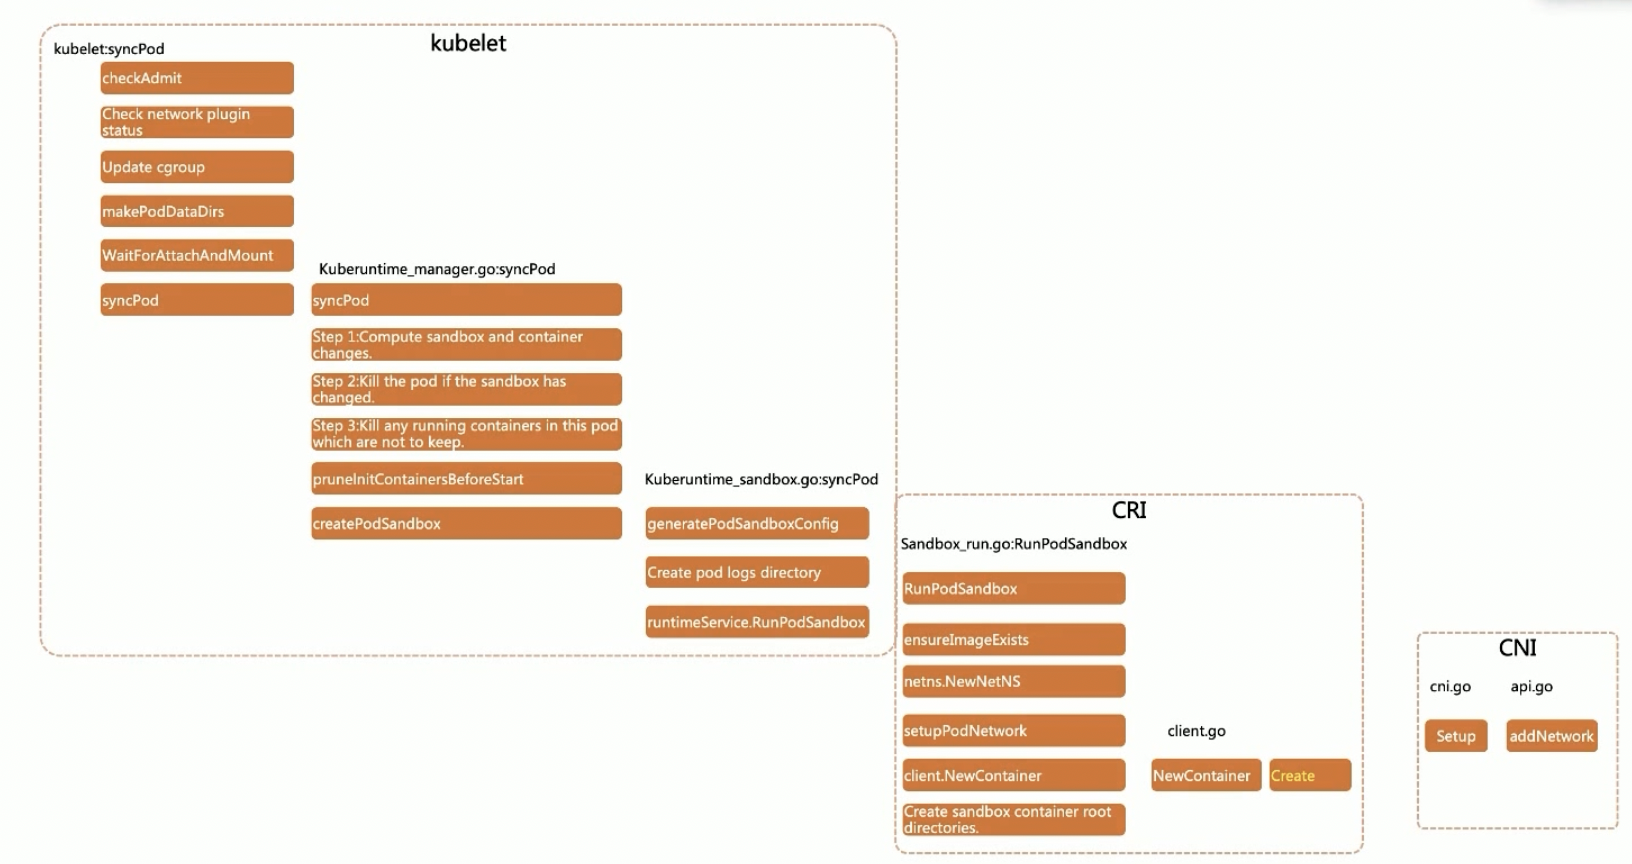 kubelet
kubelet:syncPod
checkAdmit
Check network plugin
status
Update cgroup
makePodDataDirs
WaitForAttachAndMount
syncPod
Kuberuntime_manager.go:syncPod
syncPod
Step 1:Compute sandbox and container
changes.
Step 2:Kill the pod if the sandbox has
changed.
Step 3:Kill any running containers in this pod
which are not to keep.
pruneInitContainersBeforeStart
createPodSandbox
Kuberuntime_sandbox.go:syncPod
generatePodSandboxConfig
Create pod logs directory
runtimeService.RunPodSandbox
CRI
Sandbox_run.go:RunPodSandbox
RunPodSandbox
ensureImageExists
netns.NewNetNS
setupPodNetwork
client.NewContainer
Create sandbox container root
directories.
client.go
NewContainer
Create
CNI
cni.go
api.go
Setup
addNetwork